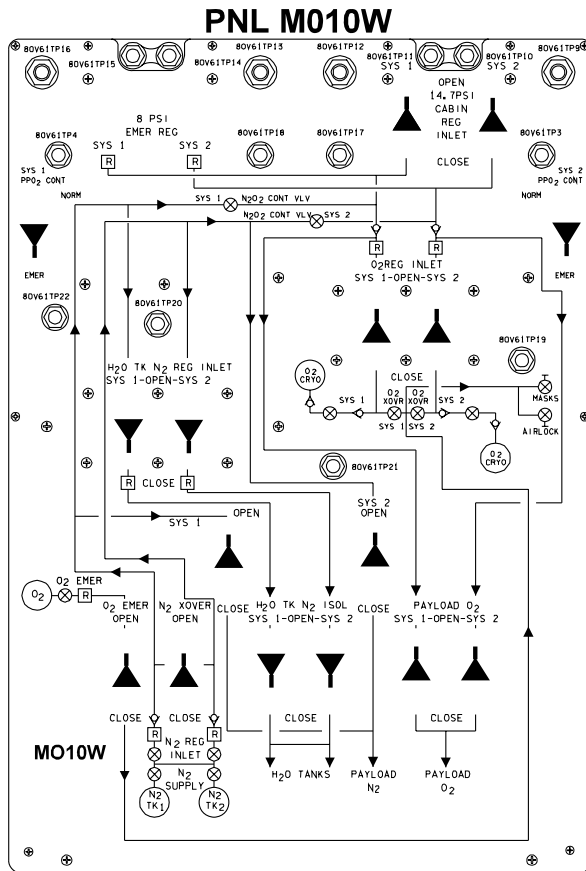 PNL M010W
80V61TP16
80V61TP15
80V61TP13
80V61TP14
80V61TP12
80V61TP11
SYS 1
80V61TP10
SYS 2
80V61TP9
OPEN
14.7PSI
CABIN
REG
INLET
CLOSE
8 PSI
EMER REG
SYS 1
SYS 2
R
R
80V61TP18
80V61TP17
80V61TP4
SYS 1
PPO2 CONT
NORM
EMER
80V61TP3
SYS 2
PPO2 CONT
NORM
EMER
SYS 1
N2O2 CONT VLV
N2O2 CONT VLV
SYS 2
R
R
O2REG INLET
SYS 1-OPEN-SYS 2
80V61TP22
80V61TP20
80V61TP19
H2O TK N2 REG INLET
SYS 1-OPEN-SYS 2
CLOSE
O2
CRYO
SYS 1
O2
XOVR
O2
XOVR
SYS 2
SYS 1
SYS 2
MASKS
AIRLOCK
O2
CRYO
80V61TP21
R
CLOSE
R
SYS 1
OPEN
SYS 2
OPEN
O2
O2 EMER
R
O2 EMER
OPEN
N2 XOVER
OPEN
CLOSE
H2O TK N2 ISOL
SYS 1-OPEN-SYS 2
CLOSE
PAYLOAD O2
SYS 1-OPEN-SYS 2
CLOSE
CLOSE
CLOSE
CLOSE
R
R
N2 REG
INLET
N2
SUPPLY
N2
TK1
N2
TK2
MO10W
H2O TANKS
PAYLOAD
N2
PAYLOAD
O2